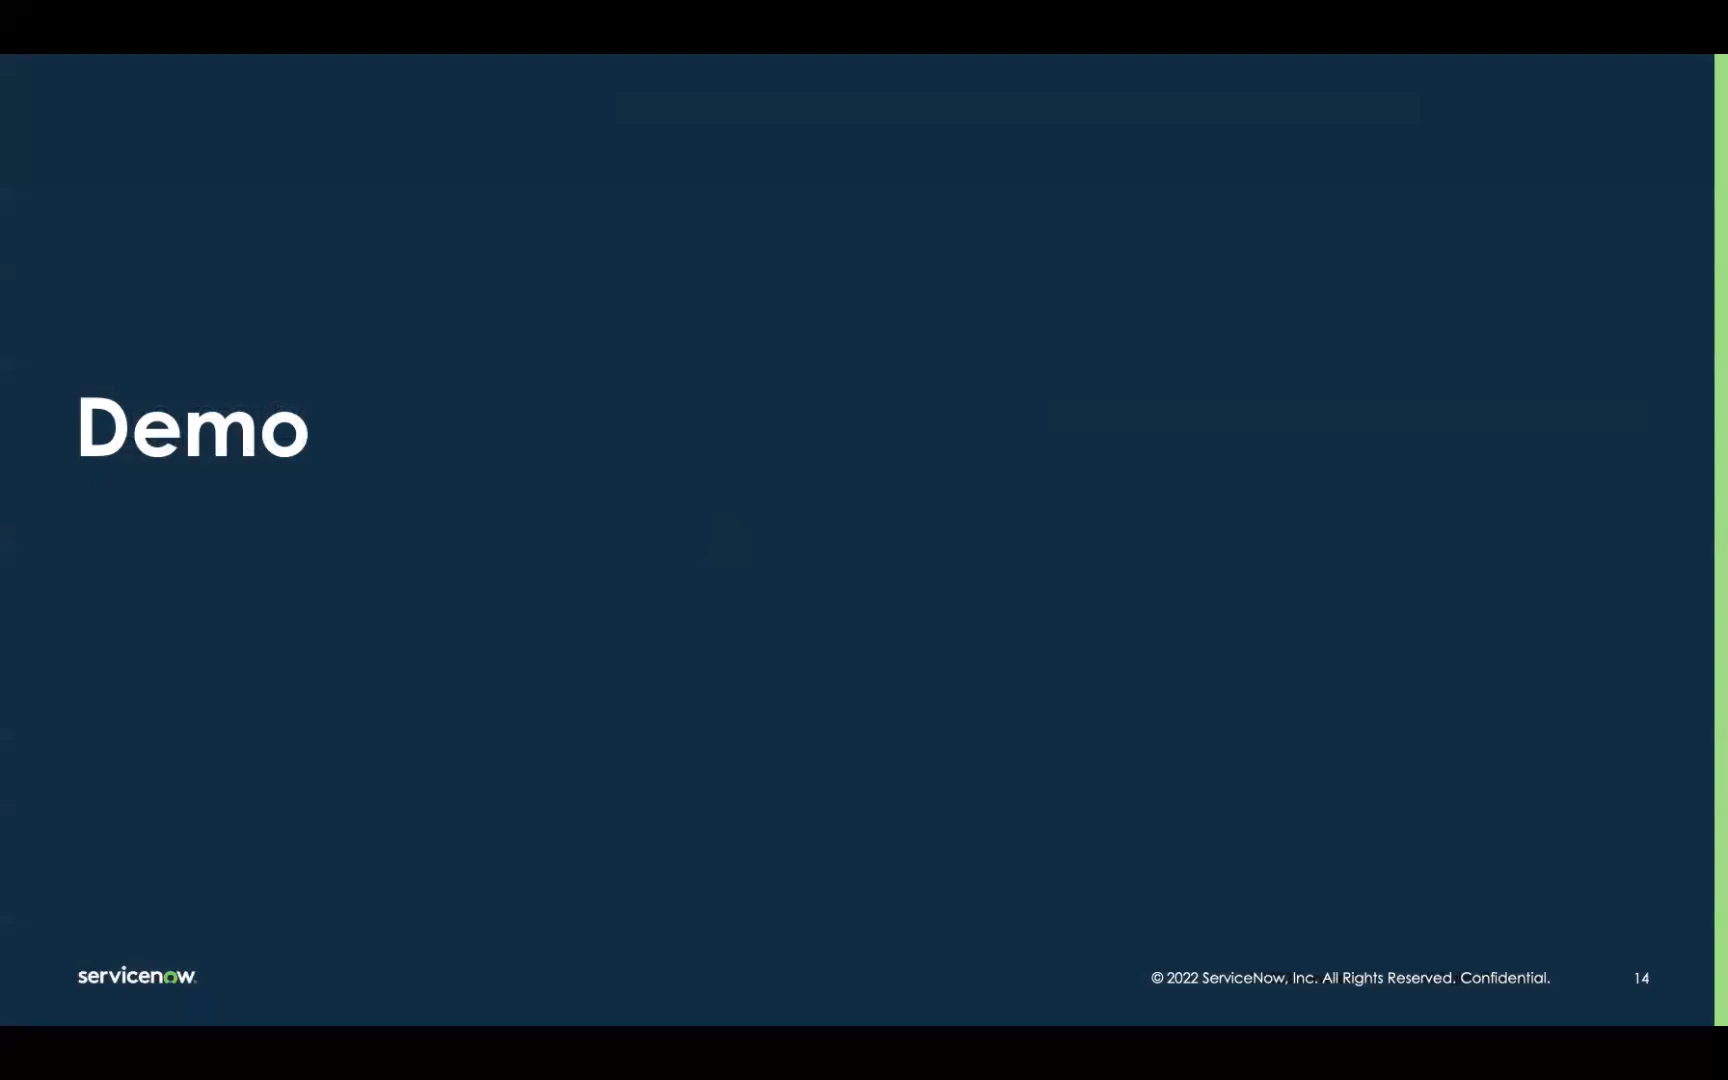 Demo
servicenow.
© 2022 ServiceNow, Inc. All Rights Reserved. Confidential.
14